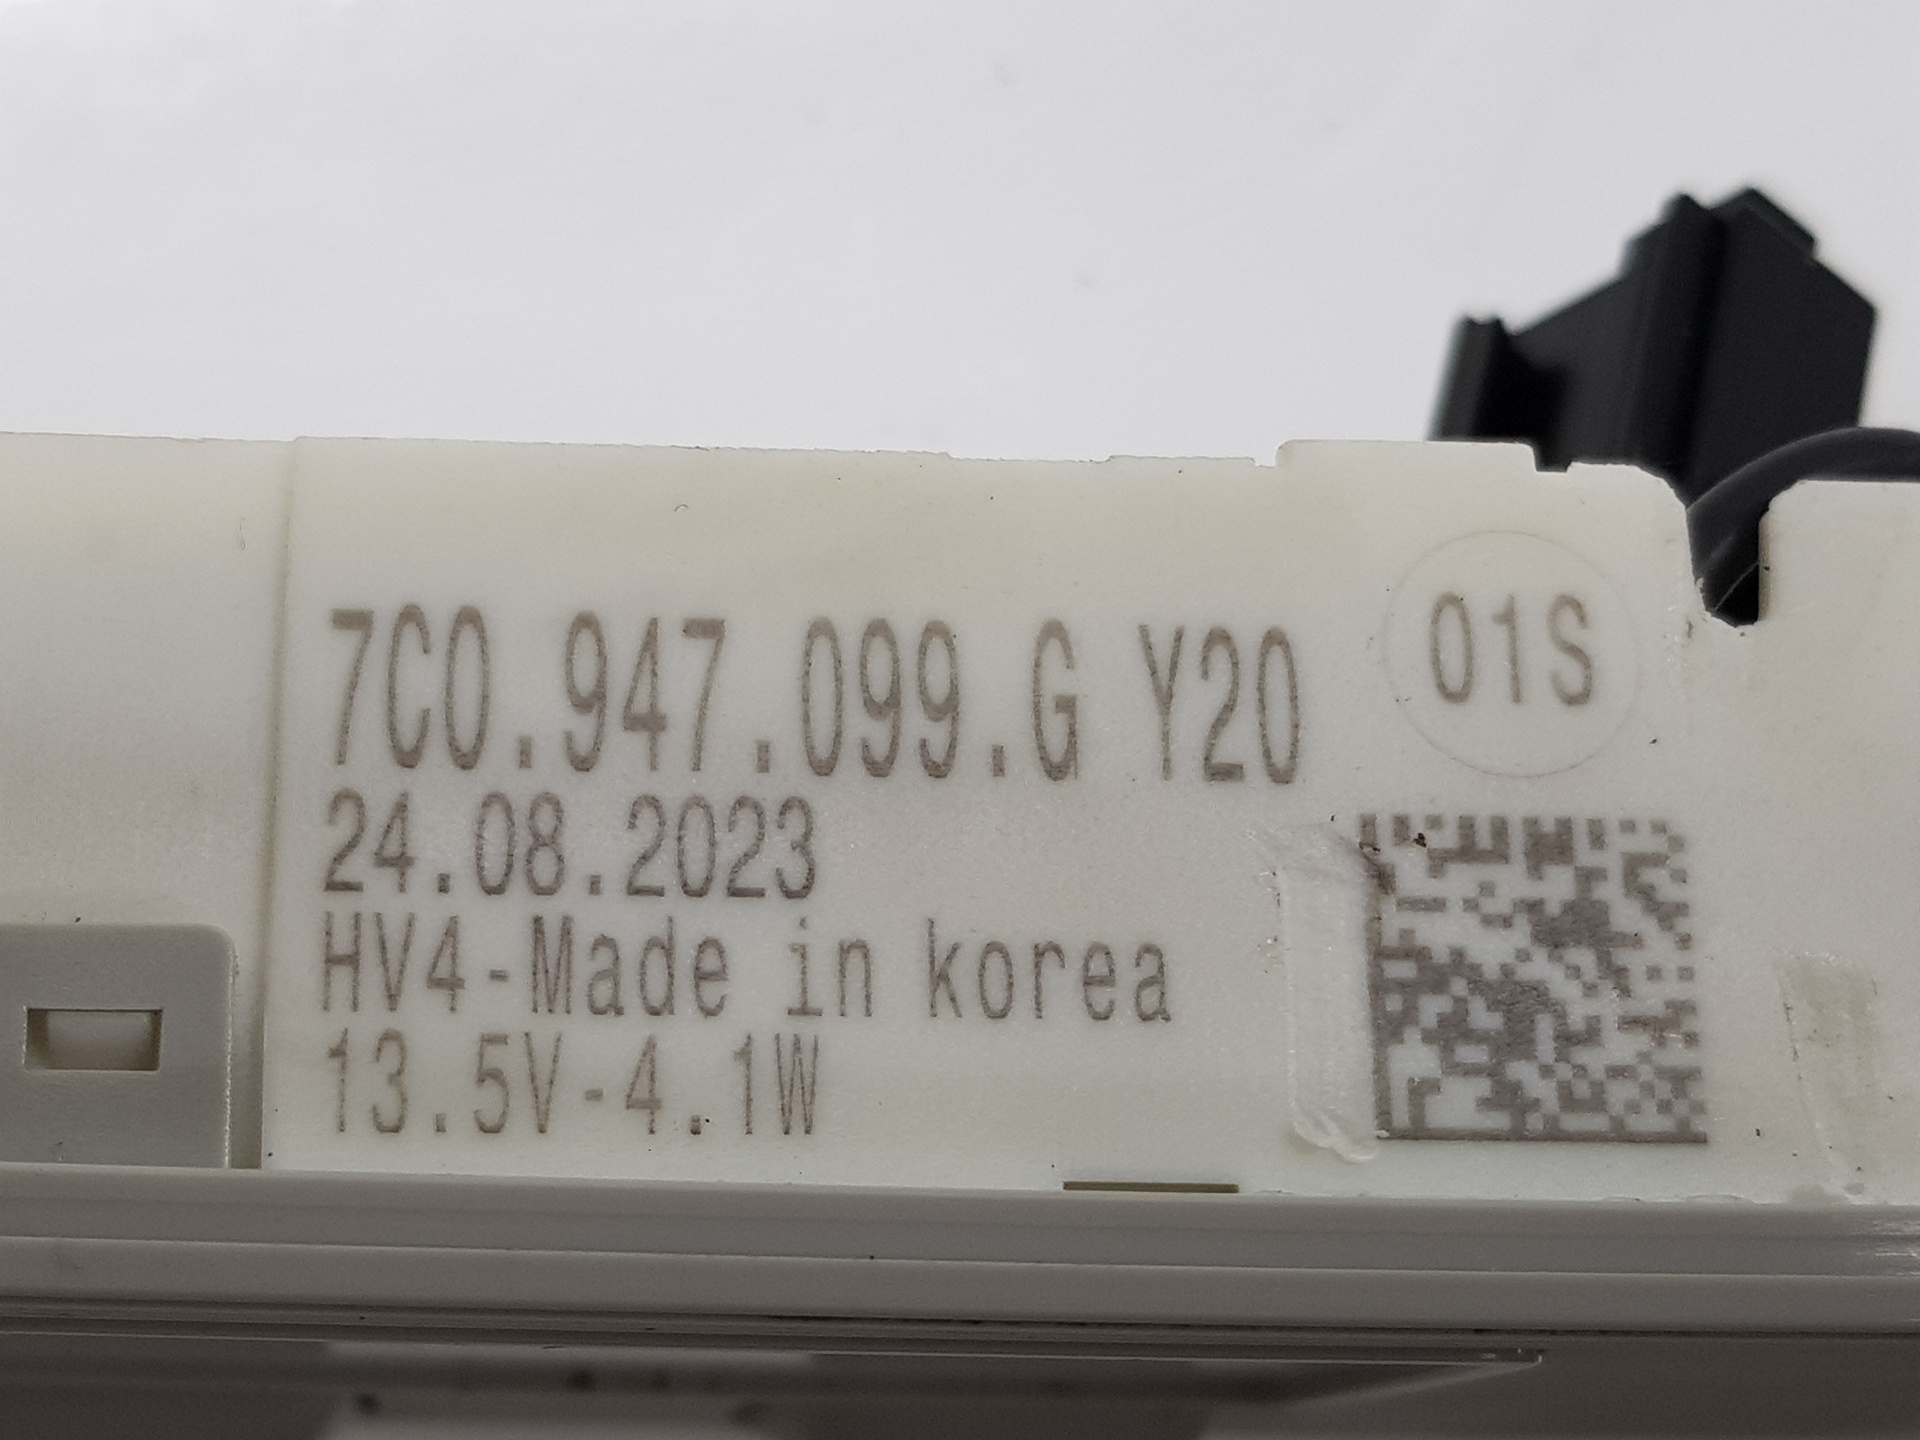 7C0.947.099.G Y20
01S
24.08.2023
HV4-Made in korea
13.5V-4.1W